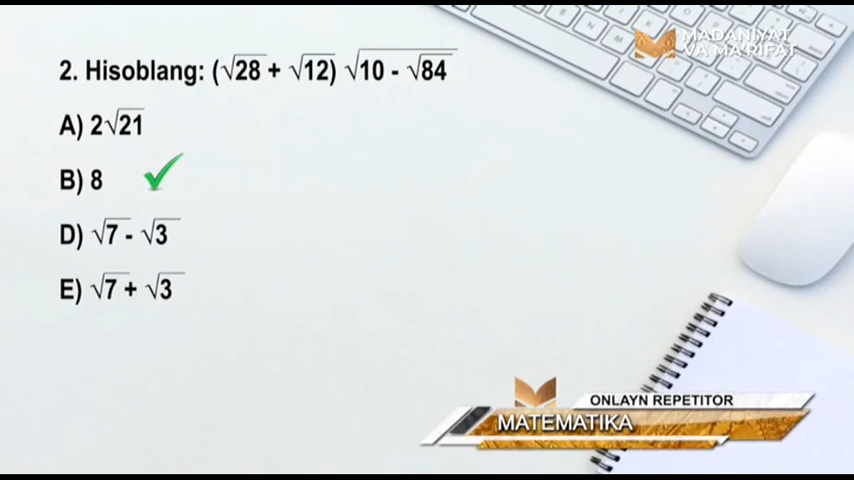 MADANIYAT
VA MA'RIFAT
2. Hisoblang: (√28 + √12) √10 - √84
A) 2√21
B) 8
D) √7 - √3
E) √7 + √3
ONLAYN REPETITOR
MATEMATIKA